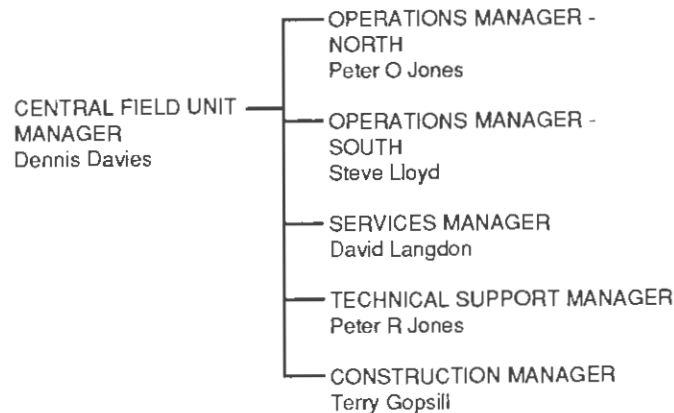 CENTRAL FIELD UNIT
MANAGER
Dennis Davies
OPERATIONS MANAGER -
NORTH
Peter O Jones
OPERATIONS MANAGER -
SOUTH
Steve Lloyd
SERVICES MANAGER
David Langdon
TECHNICAL SUPPORT MANAGER
Peter R Jones
CONSTRUCTION MANAGER
Terry Gopsill